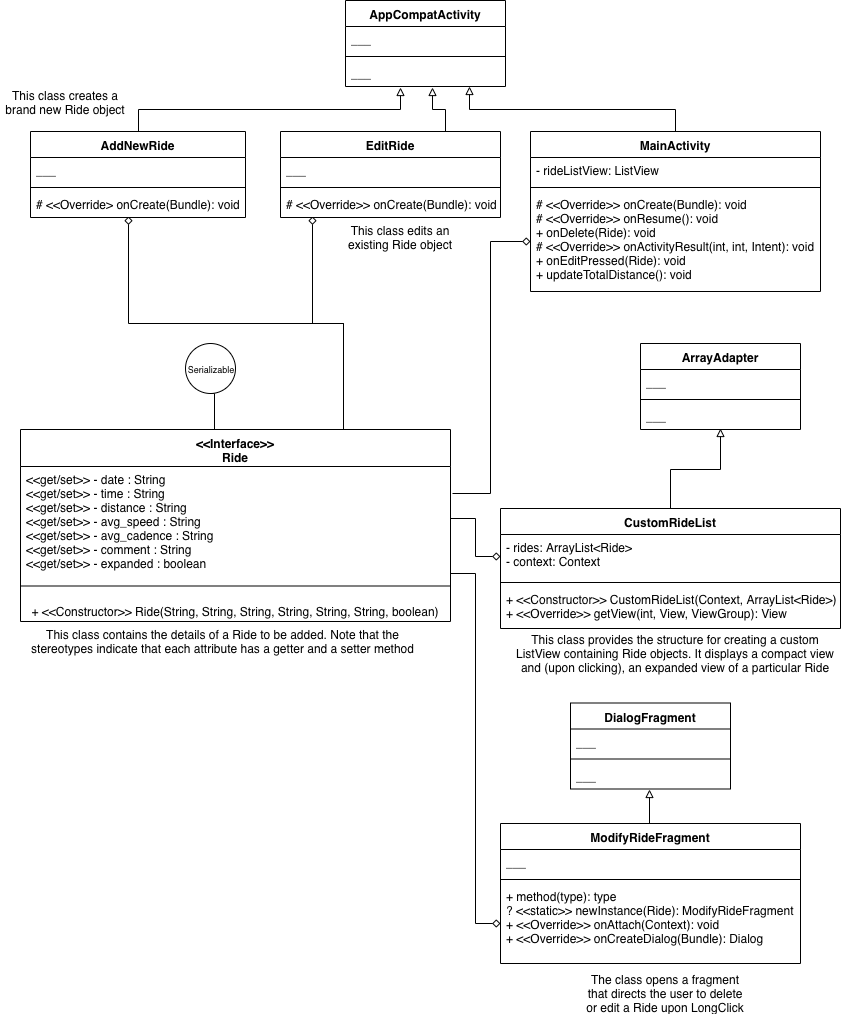 AppCompatActivity
___
___
This class creates a
brand new Ride object
AddNewRide
___
# <<Override> onCreate(Bundle): void
EditRide
___
# <<Override>> onCreate(Bundle): void
This class edits an
existing Ride object
MainActivity
- rideListView: ListView
# <<Override>> onCreate(Bundle): void
# <<Override>> onResume(): void
+ onDelete(Ride): void
# <<Override>> onActivityResult(int, int, Intent): void
+ onEditPressed(Ride): void
+ updateTotalDistance(): void
Serializable
<<Interface>>
Ride
<<get/set>> - date : String
<<get/set>> - time : String
<<get/set>> - distance : String
<<get/set>> - avg_speed : String
<<get/set>> - avg_cadence : String
<<get/set>> - comment : String
<<get/set>> - expanded : boolean
+ <<Constructor>> Ride(String, String, String, String, String, String, boolean)
This class contains the details of a Ride to be added. Note that the
stereotypes indicate that each attribute has a getter and a setter method
ArrayAdapter
___
___
CustomRideList
- rides: ArrayList<Ride>
- context: Context
+ <<Constructor>> CustomRideList(Context, ArrayList<Ride>)
+ <<Override>> getView(int, View, ViewGroup): View
This class provides the structure for creating a custom
ListView containing Ride objects. It displays a compact view
and (upon clicking), an expanded view of a particular Ride
DialogFragment
___
___
ModifyRideFragment
___
+ method(type): type
? <<static>> newInstance(Ride): ModifyRideFragment
+ <<Override>> onAttach(Context): void
+ <<Override>> onCreateDialog(Bundle): Dialog
The class opens a fragment
that directs the user to delete
or edit a Ride upon LongClick